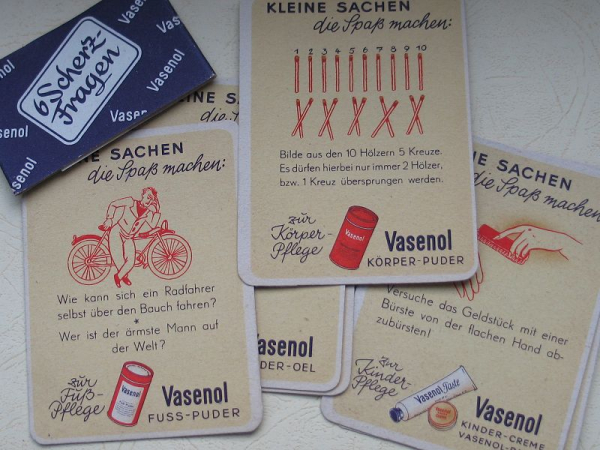 6 Scherz-
Fragen
Vasenol
Vasenol
Vasenol
KLEINE SACHEN
die Spaß machen:
1 2 3 4 5 6 7 8 9 10
Bilde aus den 10 Hölzern 5 Kreuze.
Es dürfen hierbei nur immer 2 Hölzer,
bzw. 1 Kreuz übersprungen werden.
zur
Körper-
Pflege
Vasenol
Vasenol
KÖRPER-PUDER
SACHEN
die Spaß machen:
Wie kann sich ein Radfahrer
selbst über den Bauch fahren?
*
Wer ist der ärmste Mann auf
der Welt?
zur
Fuß-
Pflege
Vasenol
FUSS-PUDER
SACHEN
die
SACHEN
die Spaß machen
Versuche das Geldstück mit einer
Bürste von der flachen Hand ab-
zubürsten!
zur
Kinder-
Pflege
Vasenol Paste
Vasenol
KINDER-CREME